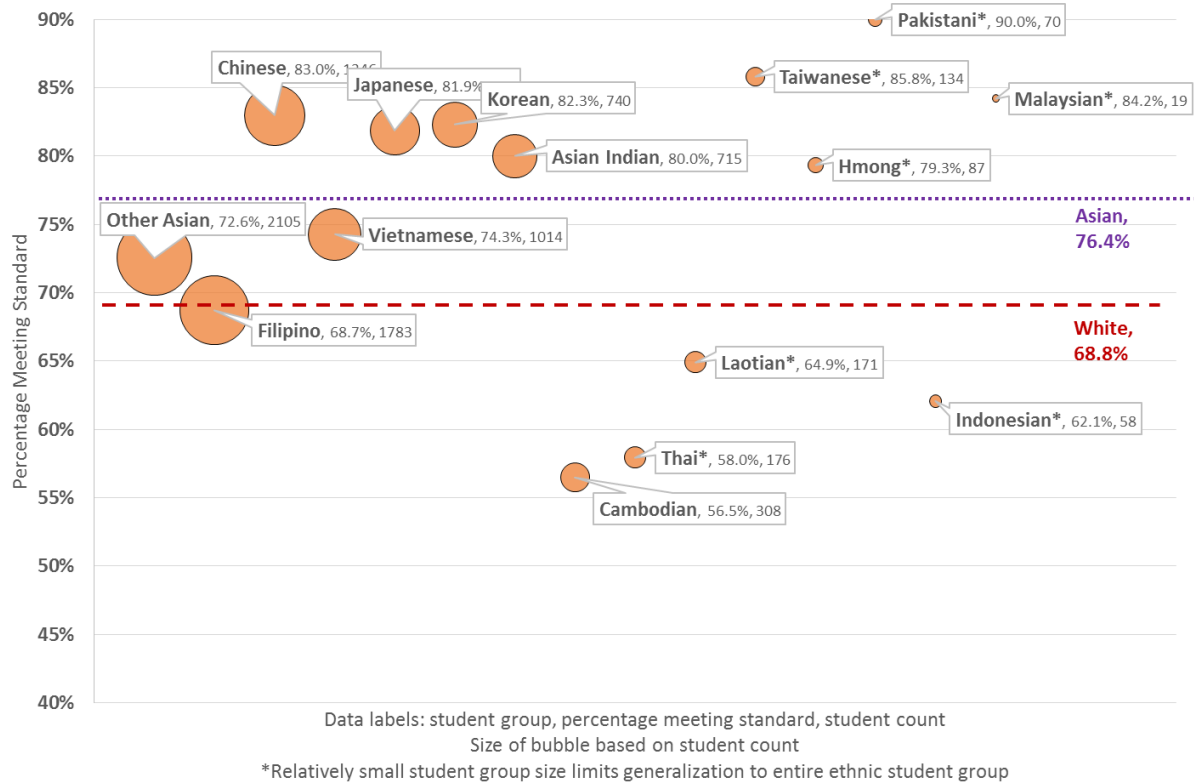 90%
85%
80%
75%
70%
65%
60%
55%
50%
45%
40%
Percentage Meeting Standard
Pakistani*, 90.0%, 70
Chinese, 83.0%,
Japanese, 81.9%
Korean, 82.3%, 740
Taiwanese*, 85.8%, 134
Malaysian*, 84.2%, 19
Asian Indian, 80.0%, 715
Hmong*, 79.3%, 87
Asian,
76.4%
Other Asian, 72.6%, 2105
Vietnamese, 74.3%, 1014
Filipino, 68.7%, 1783
White,
68.8%
Laotian*, 64.9%, 171
Indonesian*, 62.1%, 58
Thai*, 58.0%, 176
Cambodian, 56.5%, 308
Data labels: student group, percentage meeting standard, student count
Size of bubble based on student count
*Relatively small student group size limits generalization to entire ethnic student group